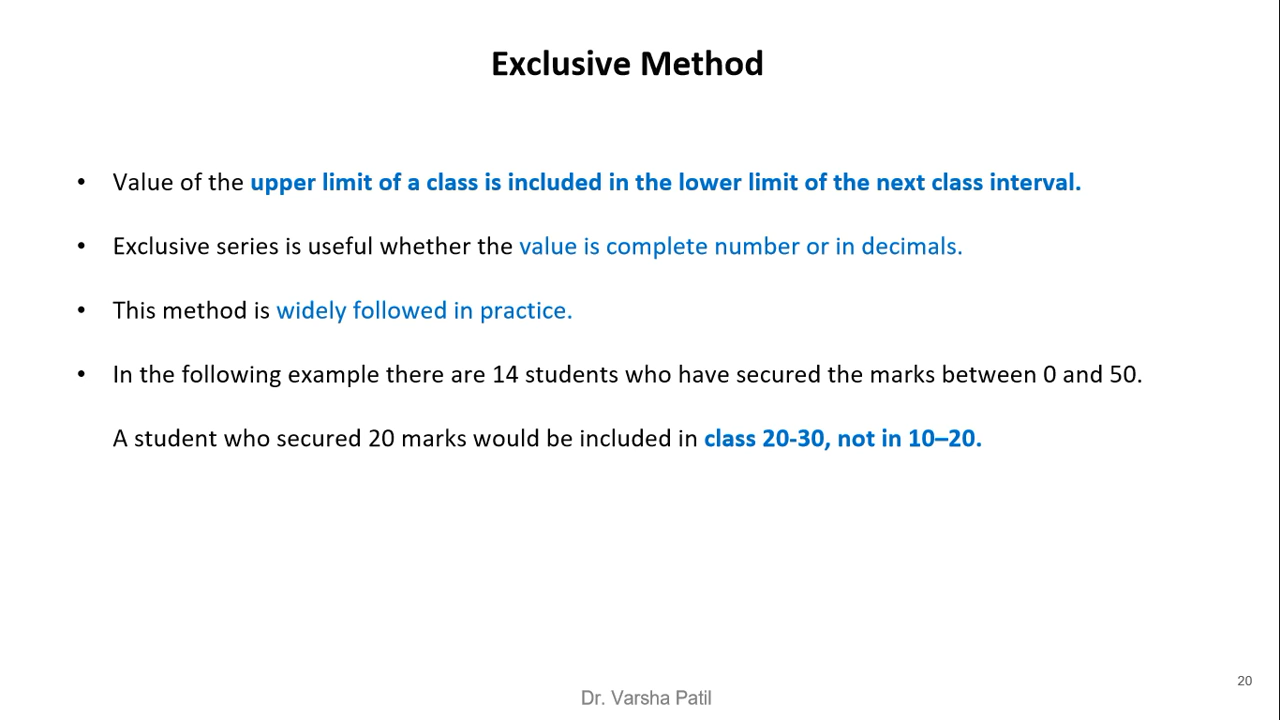 Exclusive Method
• Value of the upper limit of a class is included in the lower limit of the next class interval.
• Exclusive series is useful whether the value is complete number or in decimals.
• This method is widely followed in practice.
• In the following example there are 14 students who have secured the marks between 0 and 50.
A student who secured 20 marks would be included in class 20-30, not in 10–20.
20
Dr. Varsha Patil